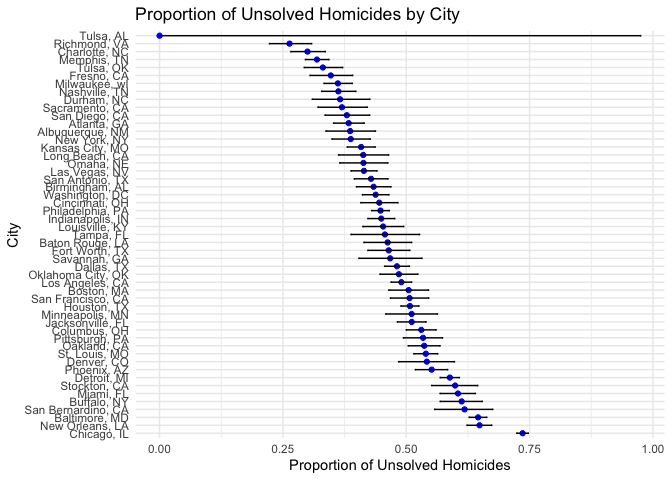 Proportion of Unsolved Homicides by City
Tulsa, AL
Richmond, VA
Charlotte, NC
Memphis, TN
Tulsa, OK
Fresno, CA
Milwaukee, wI
Nashville, TN
Durham, NC
Sacramento, CA
San Diego, CA
Atlanta, GA
Albuquerque, NM
New York, NY
Kansas City, MO
Long Beach, CA
Omaha, NE
Las Vegas, NV
San Antonio, TX
Birmingham, AL
Washington, DC
Cincinnati, OH
Philadelphia, PA
Indianapolis, IN
Louisville, KY
Tampa, FL
Baton Rouge, LA
Fort Worth, TX
Savannah, GA
Dallas, TX
Oklahoma City, OK
Los Angeles, CA
Boston, MA
San Francisco, CA
Houston, TX
Minneapolis, MN
Jacksonville, FL
Columbus, OH
Pittsburgh, PA
Oakland, CA
St. Louis, MO
Denver, CO
Phoenix, AZ
Detroit, MI
Stockton, CA
Miami, FL
Buffalo, NY
San Bernardino, CA
Baltimore, MD
New Orleans, LA
Chicago, IL
City
0.00 0.25 0.50 0.75 1.00
Proportion of Unsolved Homicides